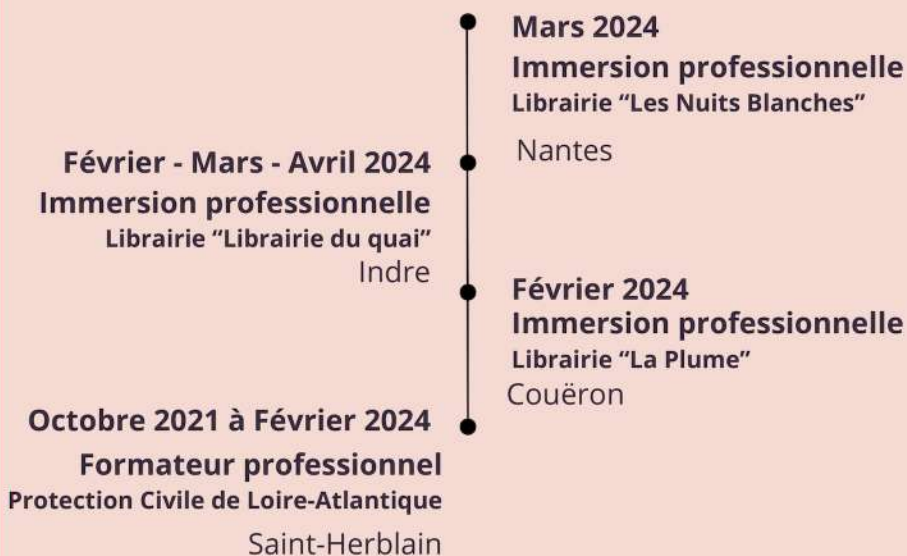 Mars 2024
Immersion professionnelle
Librairie “Les Nuits Blanches”
Nantes
Février - Mars - Avril 2024
Immersion professionnelle
Librairie “Librairie du quai”
Indre
Février 2024
Immersion professionnelle
Librairie “La Plume”
Couëron
Octobre 2021 à Février 2024
Formateur professionnel
Protection Civile de Loire-Atlantique
Saint-Herblain